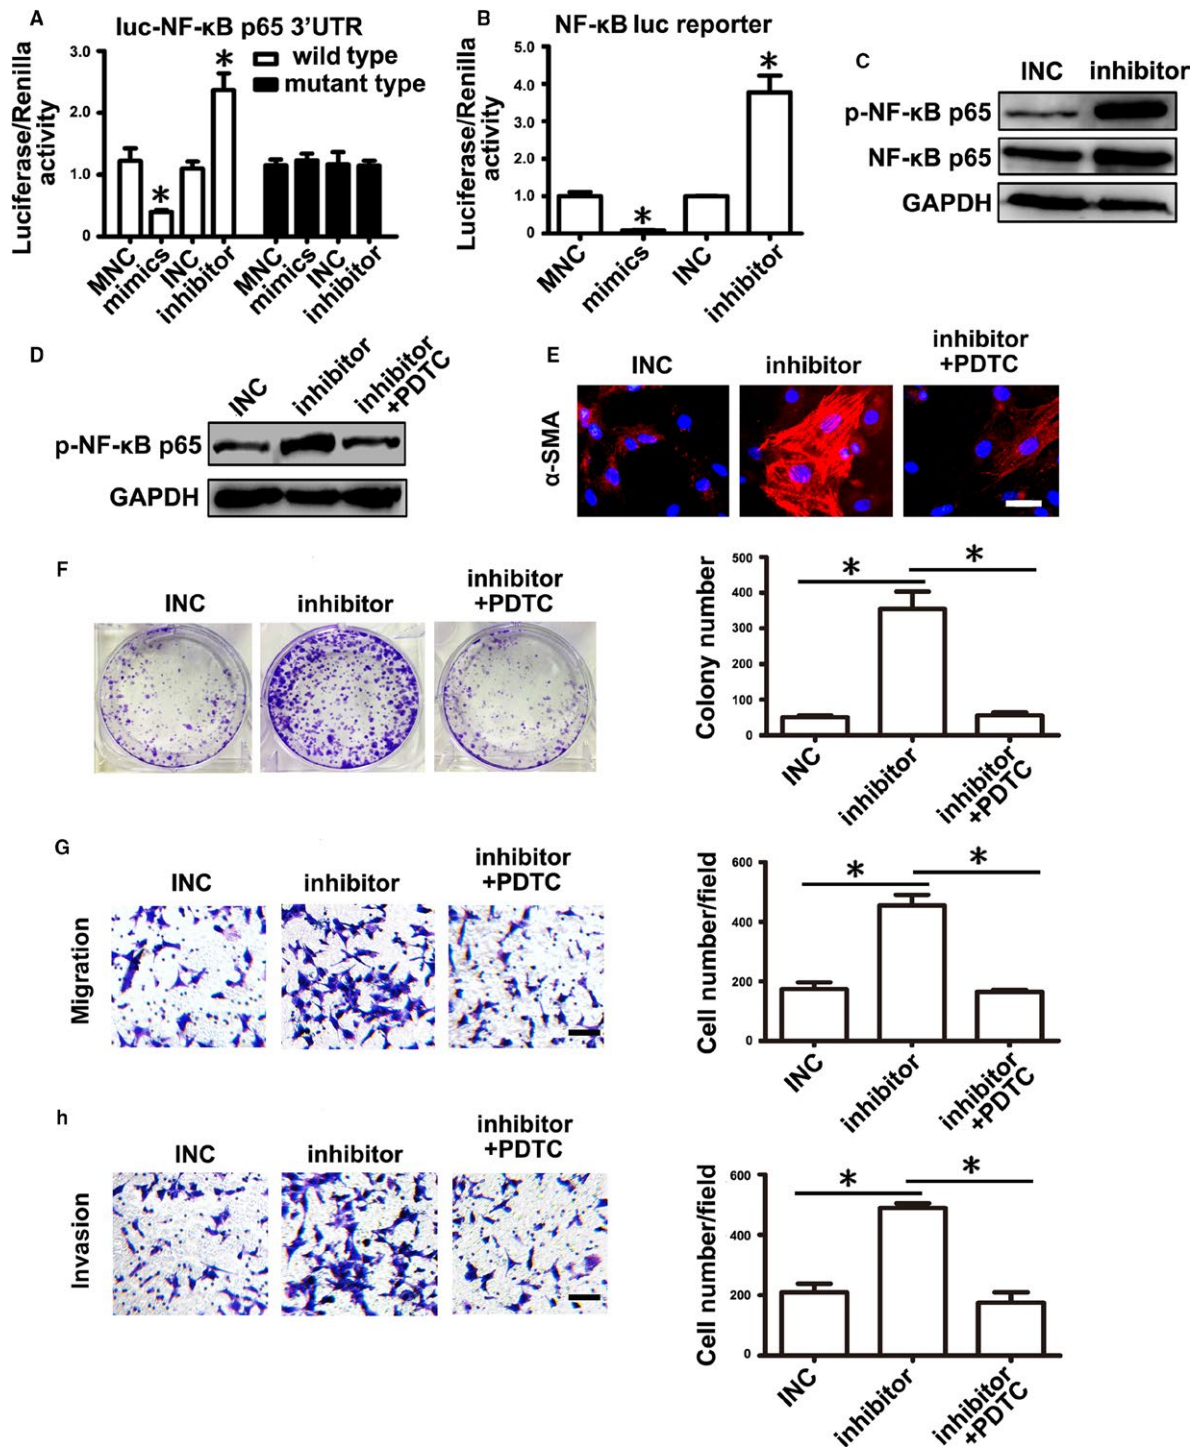 A
luc-NF-κB p65 3'UTR
Luciferase/Renilla
activity
3.0
2.0
1.0
0
*
*
wild type
mutant type
MNC
mimics
INC
inhibitor
MNC
mimics
INC
inhibitor
B
NF-κB luc reporter
Luciferase/Renilla
activity
5.0
4.0
2.0
1.0
0
*
*
MNC
mimics
INC
inhibitor
C
INC inhibitor
p-NF-κB p65
NF-κB p65
GAPDH
D
INC
inhibitor
inhibitor
+PDTC
p-NF-κB p65
GAPDH
E
INC
inhibitor
inhibitor
+PDTC
α-SMA
F
INC
inhibitor
inhibitor
+PDTC
Colony number
500
400
300
200
100
0
*
*
INC
inhibitor
inhibitor
+PDTC
G
INC
inhibitor
inhibitor
+PDTC
Migration
Cell number/field
600
400
200
0
*
*
INC
inhibitor
inhibitor
+PDTC
h
INC
inhibitor
inhibitor
+PDTC
Invasion
Cell number/field
600
400
200
0
*
*
INC
inhibitor
inhibitor
+PDTC